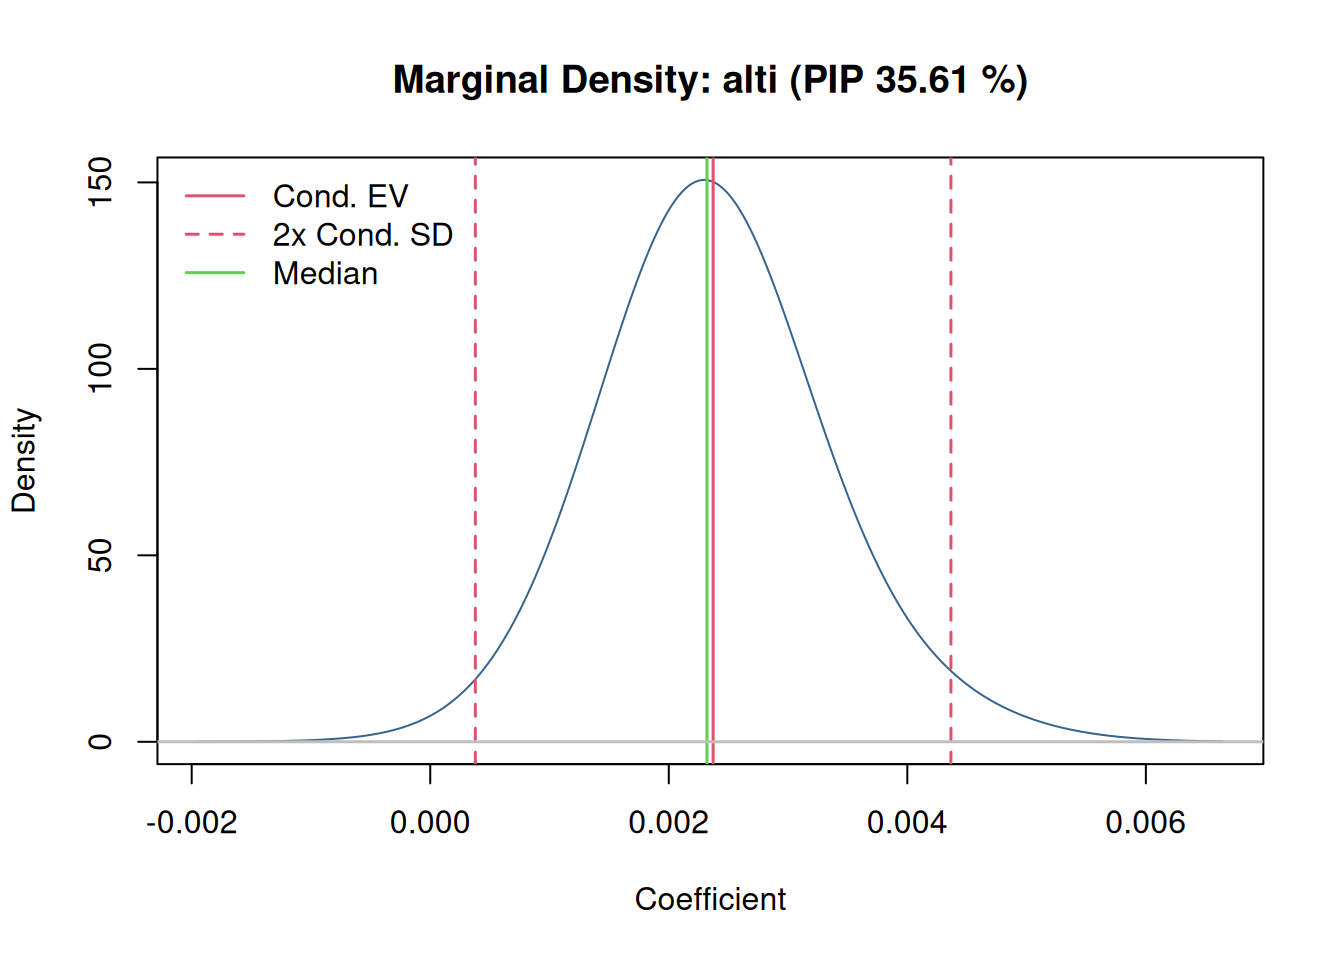 Marginal Density: alti (PIP 35.61 %)
Cond. EV
2x Cond. SD
Median
150
100
50
0
Density
-0.002 0.000 0.002 0.004 0.006
Coefficient